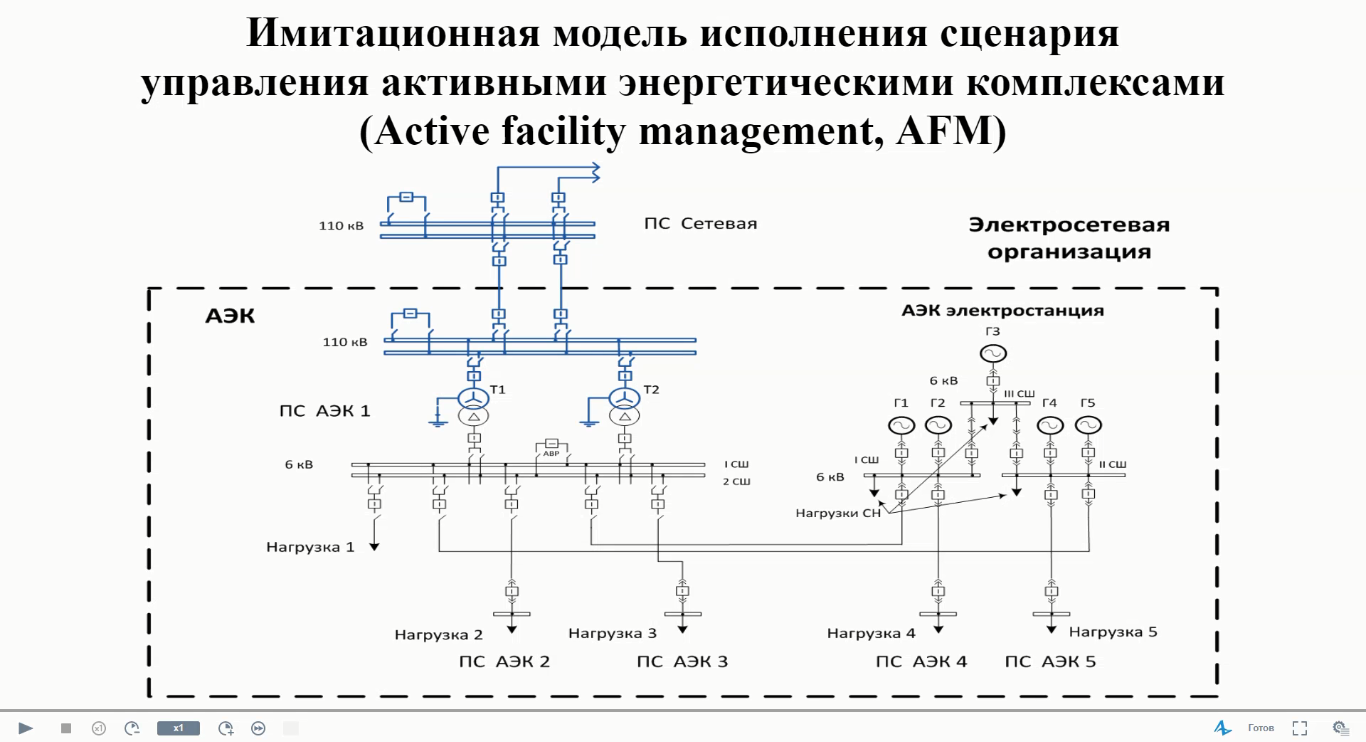 Имитационная модель исполнения сценария
управления активными энергетическими комплексами
(Active facility management, AFM)
110 кВ
ПС Сетевая
Электросетевая
организация
АЭК
АЭК электростанция
Г3
110 кВ
6 кВ
III СШ
Т1
Т2
ПС АЭК 1
Г1
Г2
Г4
Г5
АВР
6 кВ
I СШ
2 СШ
I СШ
II СШ
6 кВ
Нагрузки СН
Нагрузка 1
Нагрузка 2
Нагрузка 3
Нагрузка 4
Нагрузка 5
ПС АЭК 2
ПС АЭК 3
ПС АЭК 4
ПС АЭК 5
x1
x1
Готов